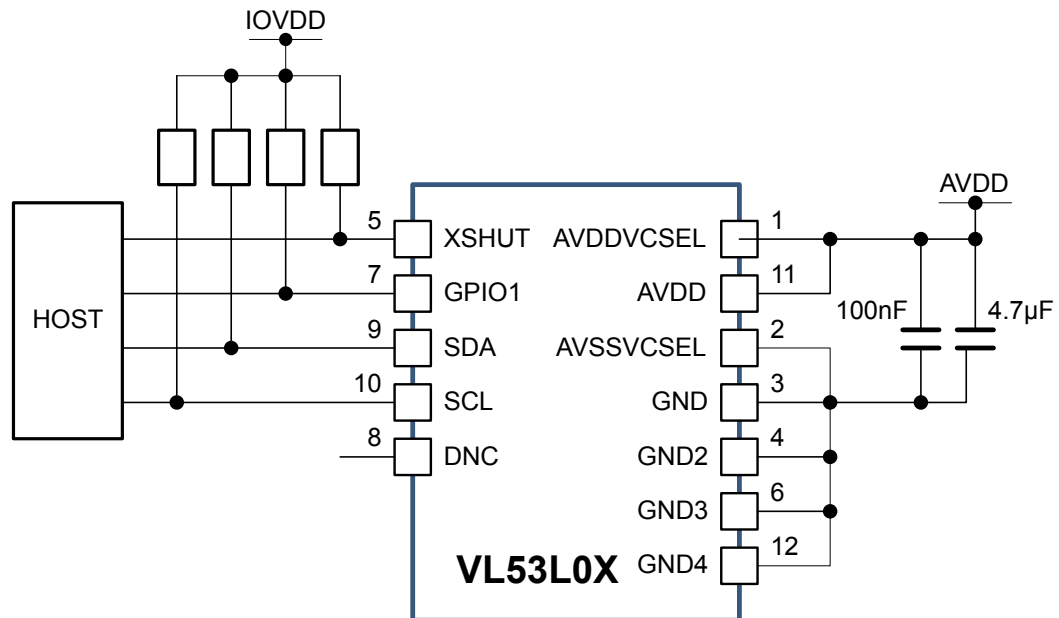 IOVDD
AVDD
HOST
5 XSHUT
7 GPIO1
9 SDA
10 SCL
8 DNC
AVDDVCSEL 1
AVDD 11
AVSSVCSEL 2
GND 3
GND2 4
GND3 6
GND4 12
VL53L0X
100nF
4.7µF